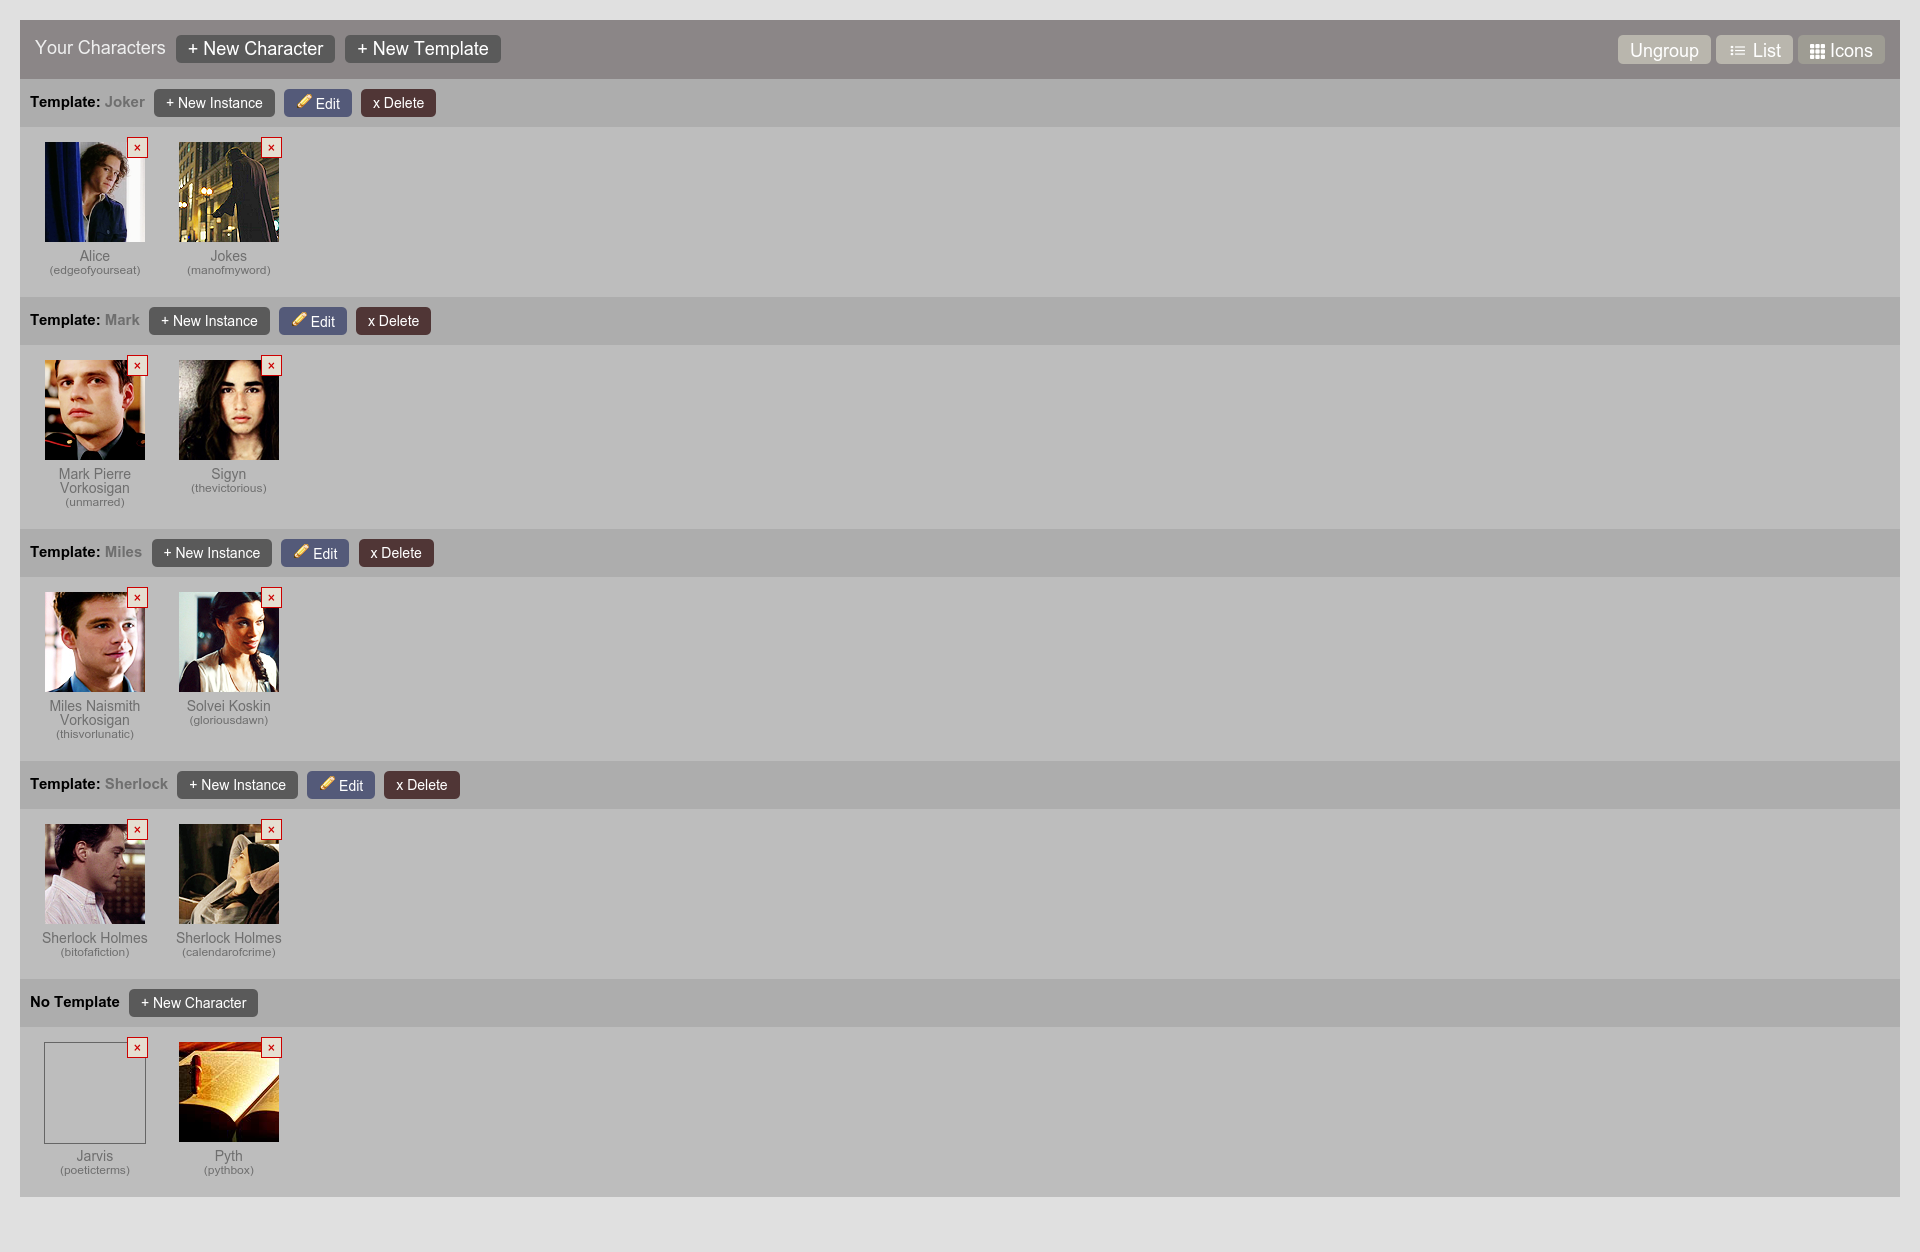 Your Characters + New Character + New Template Ungroup List Icons
Template: Joker + New Instance Edit x Delete
× ×
Alice Jokes
(edgeofyourseat) (manofmyword)
Template: Mark + New Instance Edit x Delete
× ×
Mark Pierre Sigyn
Vorkosigan (thevictorious)
(unmarred)
Template: Miles + New Instance Edit x Delete
× ×
Miles Naismith Solvei Koskin
Vorkosigan (gloriousdawn)
(thisvorlunatic)
Template: Sherlock + New Instance Edit x Delete
× ×
Sherlock Holmes Sherlock Holmes
(bitofafiction) (calendarofcrime)
No Template + New Character
× ×
Jarvis Pyth
(poeticterms) (pythbox)